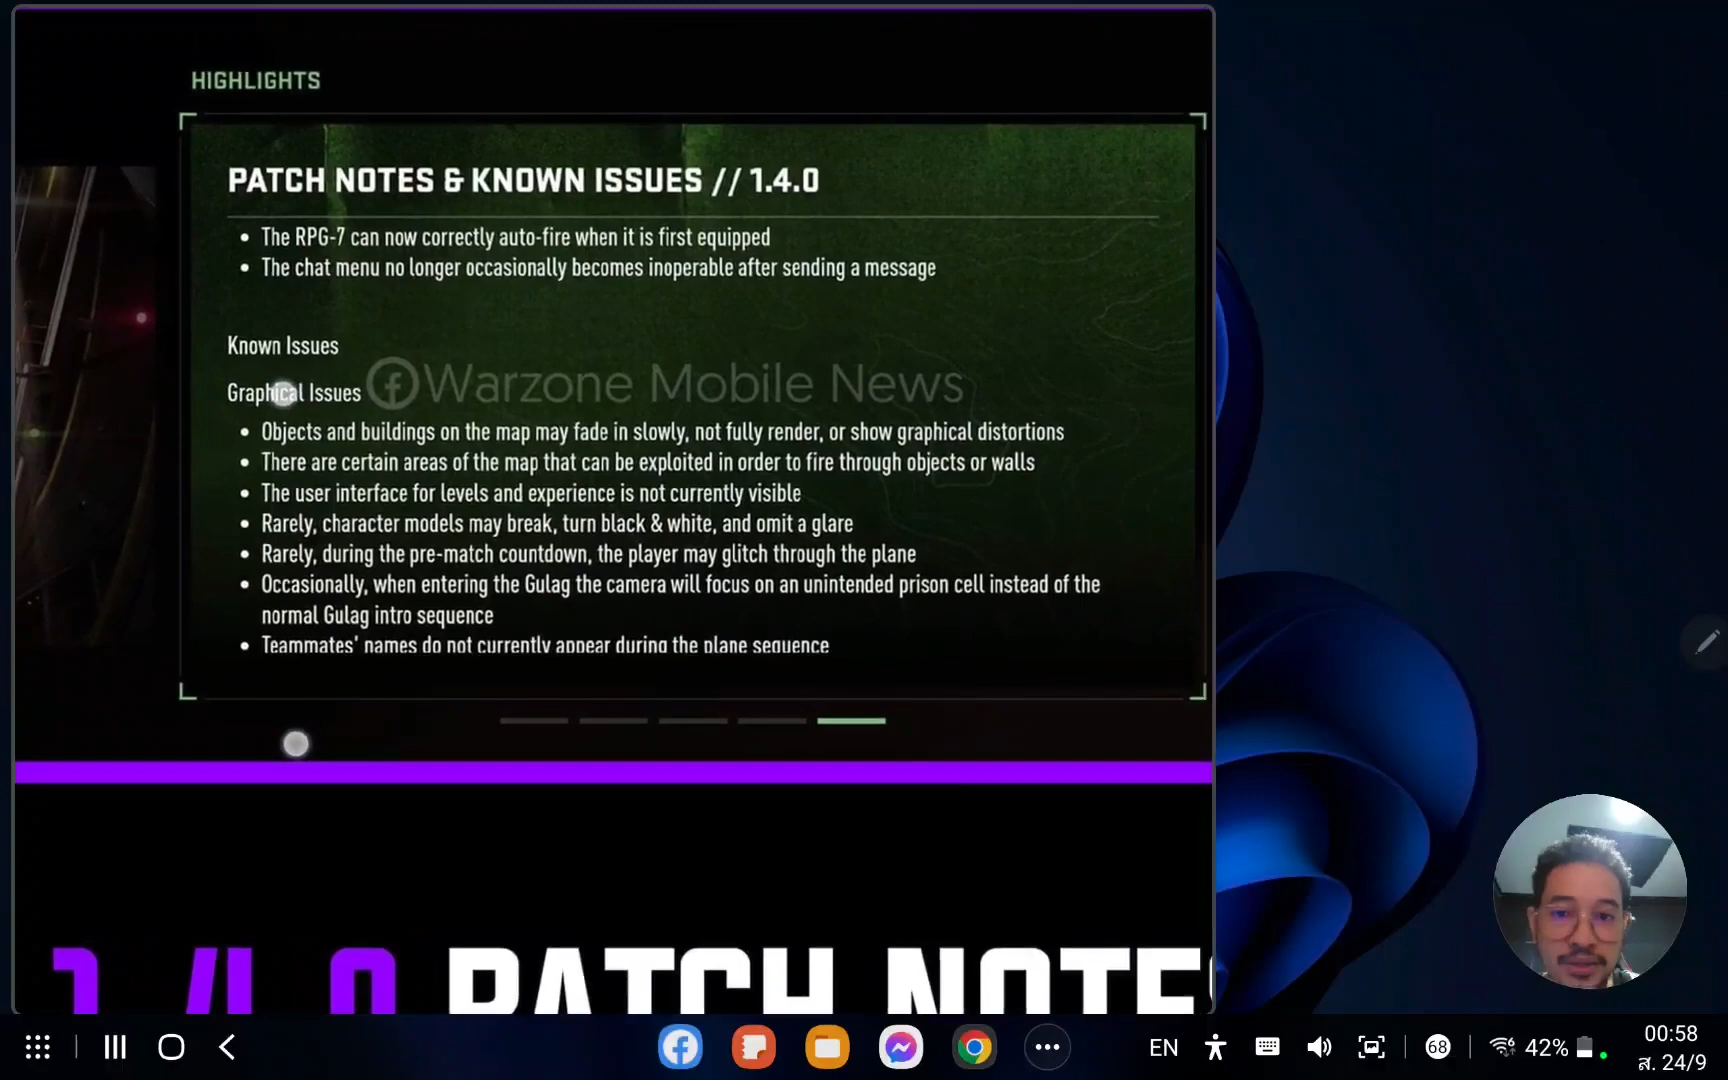 HIGHLIGHTS
PATCH NOTES & KNOWN ISSUES // 1.4.0
• The RPG-7 can now correctly auto-fire when it is first equipped
• The chat menu no longer occasionally becomes inoperable after sending a message
Known Issues
Warzone Mobile News
Graphical Issues
• Objects and buildings on the map may fade in slowly, not fully render, or show graphical distortions
• There are certain areas of the map that can be exploited in order to fire through objects or walls
• The user interface for levels and experience is not currently visible
• Rarely, character models may break, turn black & white, and omit a glare
• Rarely, during the pre-match countdown, the player may glitch through the plane
• Occasionally, when entering the Gulag the camera will focus on an unintended prison cell instead of the
normal Gulag intro sequence
• Teammates' names do not currently appear during the plane sequence
1.4.0 PATCH NOTES
EN
68
42%
00:58
ส. 24/9